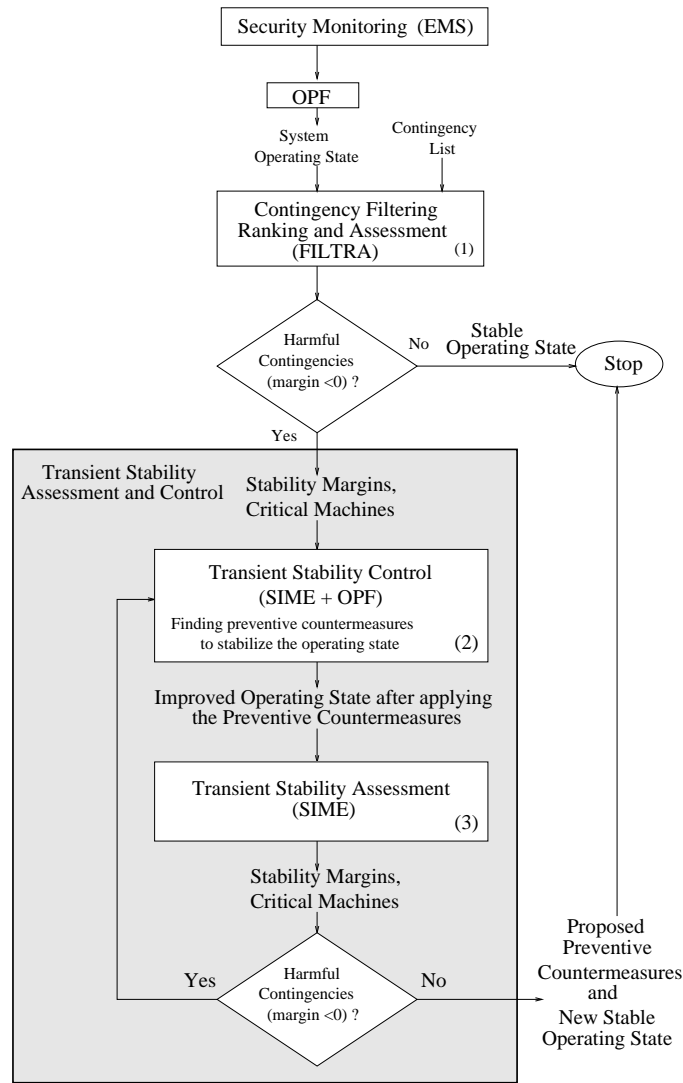 Security Monitoring (EMS)
OPF
System
Operating State
Contingency
List
Contingency Filtering
Ranking and Assessment
(FILTRA)
(1)
Harmful
Contingencies
(margin <0) ?
No
Stable
Operating State
Stop
Yes
Transient Stability
Assessment and Control
Stability Margins,
Critical Machines
Transient Stability Control
(SIME + OPF)
Finding preventive countermeasures
to stabilize the operating state
(2)
Improved Operating State after applying
the Preventive Countermeasures
Transient Stability Assessment
(SIME)
(3)
Stability Margins,
Critical Machines
Harmful
Contingencies
(margin <0) ?
Yes
No
Proposed
Preventive
Countermeasures
and
New Stable
Operating State